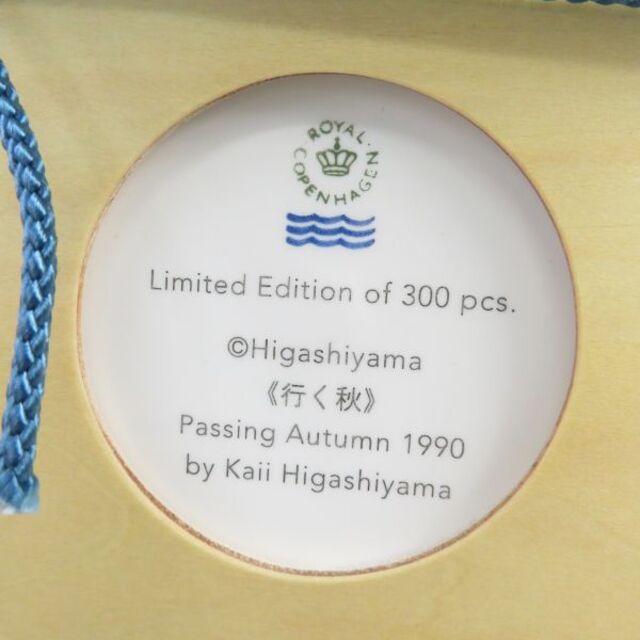 ROYAL
COPENHAGEN
Limited Edition of 300 pcs.
©Higashiyama
《行く秋》
Passing Autumn 1990
by Kaii Higashiyama